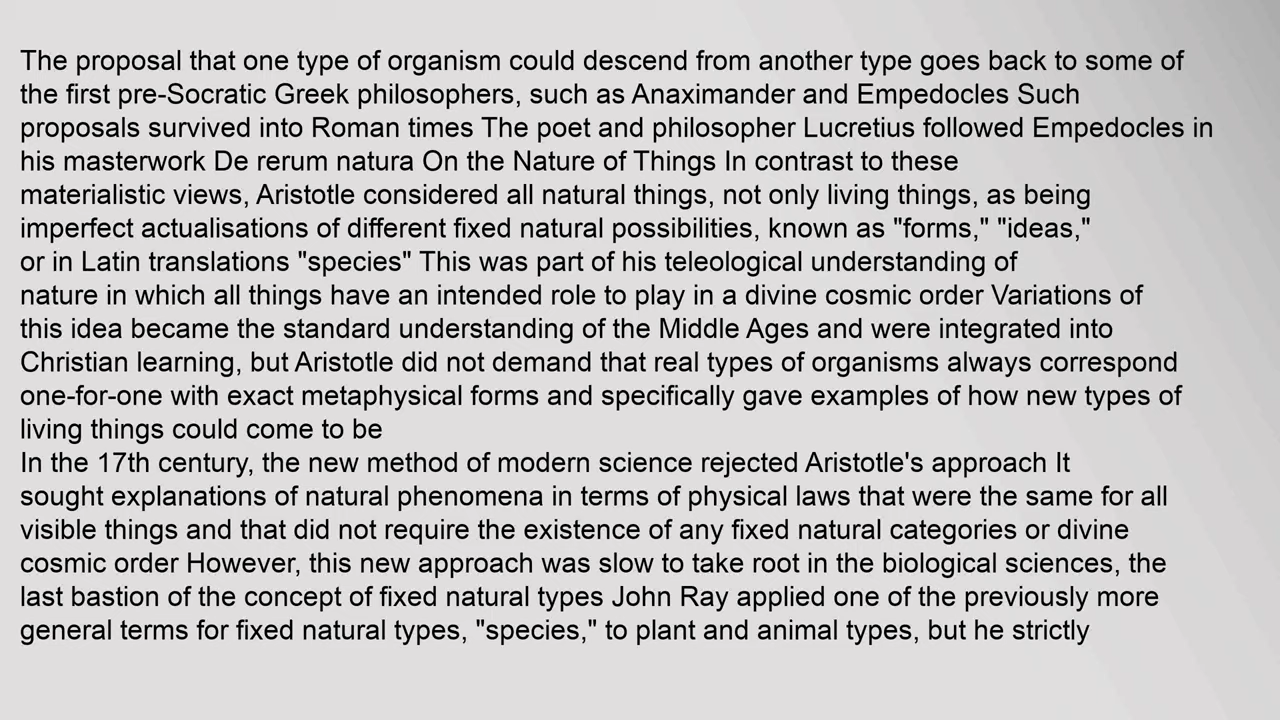 The proposal that one type of organism could descend from another type goes back to some of
the first pre-Socratic Greek philosophers, such as Anaximander and Empedocles Such
proposals survived into Roman times The poet and philosopher Lucretius followed Empedocles in
his masterwork De rerum natura On the Nature of Things In contrast to these
materialistic views, Aristotle considered all natural things, not only living things, as being
imperfect actualisations of different fixed natural possibilities, known as "forms," "ideas,"
or in Latin translations "species" This was part of his teleological understanding of
nature in which all things have an intended role to play in a divine cosmic order Variations of
this idea became the standard understanding of the Middle Ages and were integrated into
Christian learning, but Aristotle did not demand that real types of organisms always correspond
one-for-one with exact metaphysical forms and specifically gave examples of how new types of
living things could come to be
In the 17th century, the new method of modern science rejected Aristotle's approach It
sought explanations of natural phenomena in terms of physical laws that were the same for all
visible things and that did not require the existence of any fixed natural categories or divine
cosmic order However, this new approach was slow to take root in the biological sciences, the
last bastion of the concept of fixed natural types John Ray applied one of the previously more
general terms for fixed natural types, "species," to plant and animal types, but he strictly